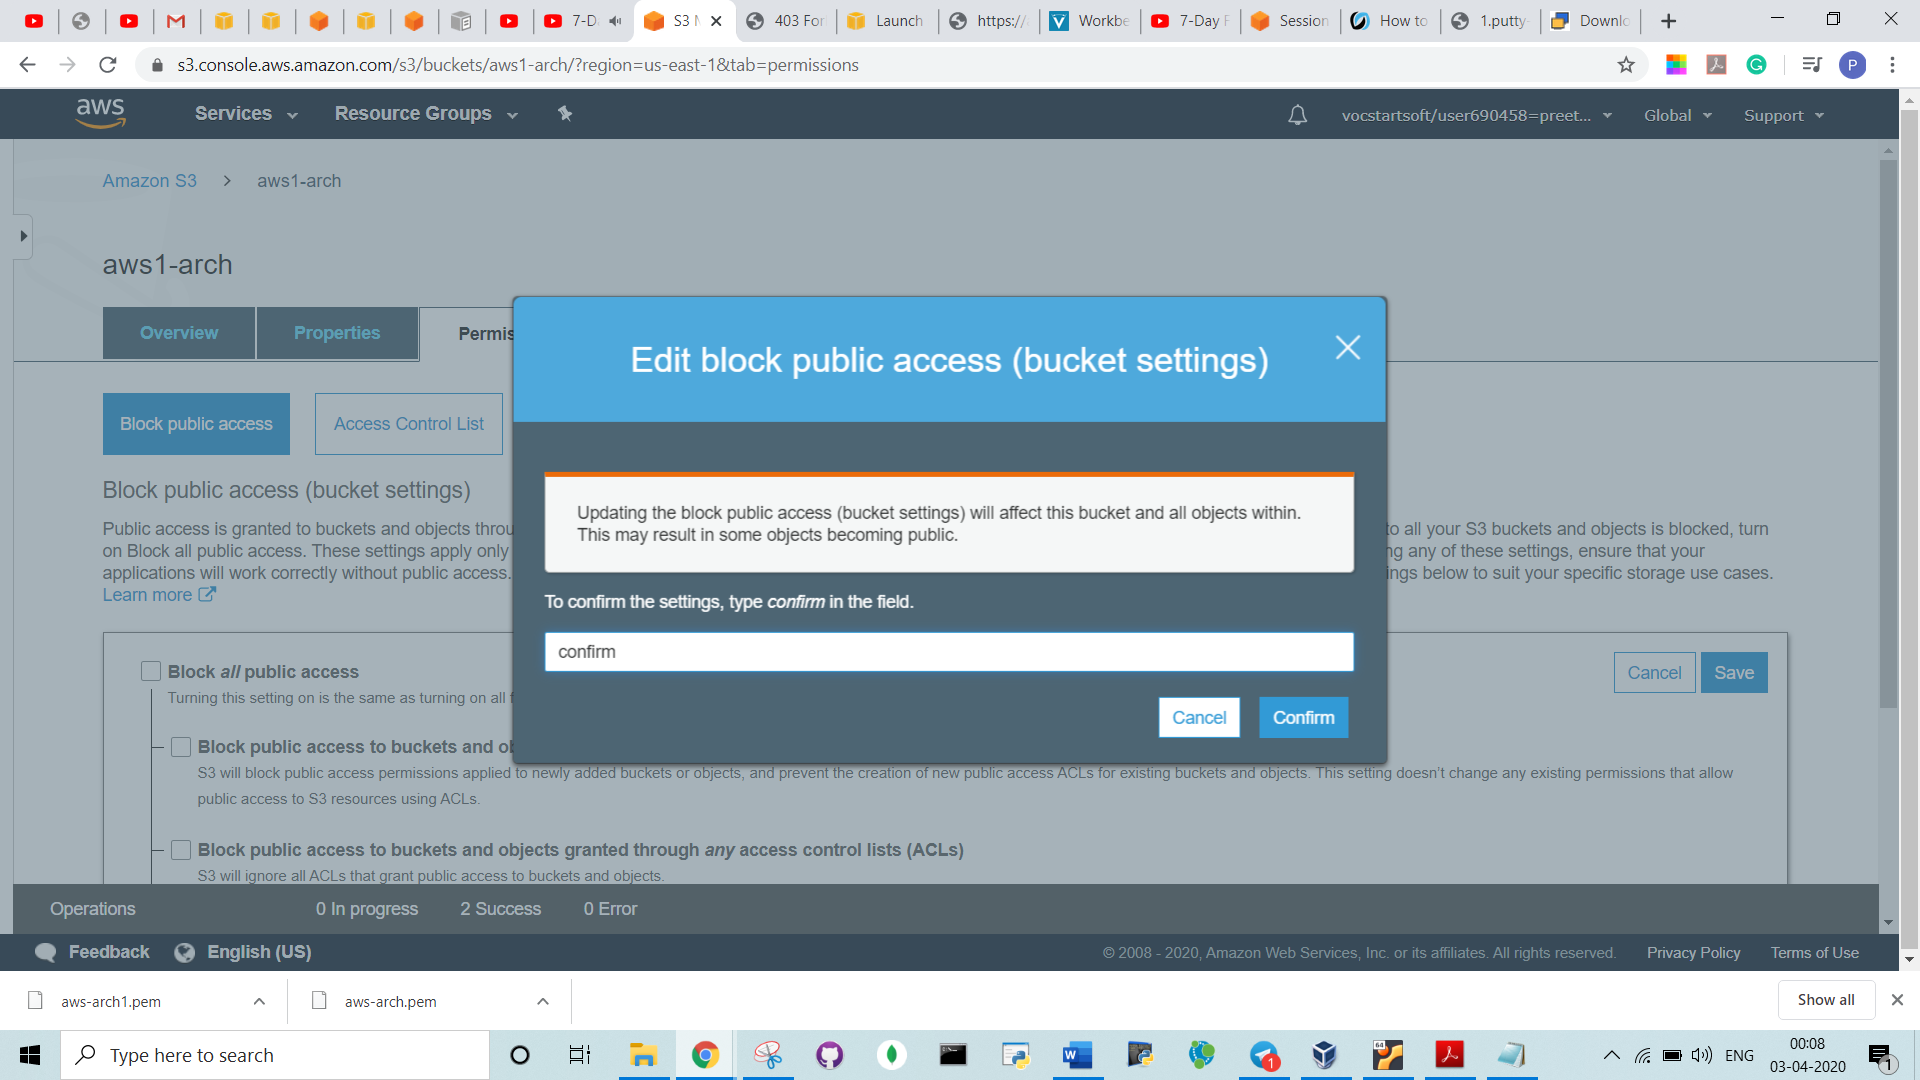 7-D
S3 M
403 For
Launch
https://
Workbe
7-Day F
Session
How to
1.putty-
Downlo
s3.console.aws.amazon.com/s3/buckets/aws1-arch/?region=us-east-1&tab=permissions
P
aws
Services
Resource Groups
vocstartsoft/user690458=preet...
Global
Support
Amazon S3 > aws1-arch
aws1-arch
Overview
Properties
Permis
Edit block public access (bucket settings)
Block public access
Access Control List
Updating the block public access (bucket settings) will affect this bucket and all objects within.
This may result in some objects becoming public.
To confirm the settings, type confirm in the field.
confirm
Cancel
Confirm
Block public access (bucket settings)
Public access is granted to buckets and objects throu
to all your S3 buckets and objects is blocked, turn
on Block all public access. These settings apply only
ng any of these settings, ensure that your
applications will work correctly without public access.
ings below to suit your specific storage use cases.
Learn more
Block all public access
Cancel
Save
Turning this setting on is the same as turning on all f
Block public access to buckets and ob
S3 will block public access permissions applied to newly added buckets or objects, and prevent the creation of new public access ACLs for existing buckets and objects. This setting doesn't change any existing permissions that allow
public access to S3 resources using ACLs.
Block public access to buckets and objects granted through any access control lists (ACLs)
S3 will ignore all ACLs that grant public access to buckets and objects.
Operations
0 In progress
2 Success
0 Error
Feedback
English (US)
© 2008 - 2020, Amazon Web Services, Inc. or its affiliates. All rights reserved.
Privacy Policy
Terms of Use
aws-arch1.pem
aws-arch.pem
Show all
Type here to search
1
64
ENG
00:08
03-04-2020
1